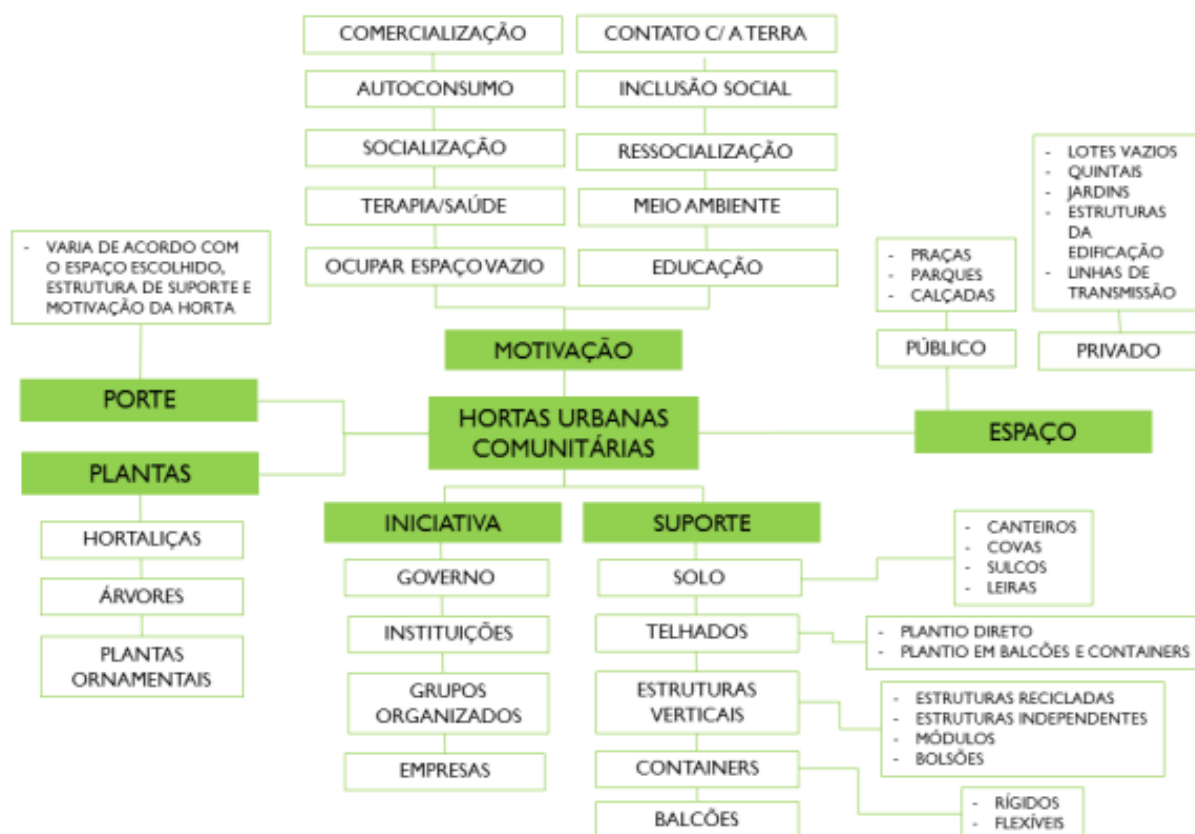 COMERCIALIZAÇÃO
AUTOCONSUMO
SOCIALIZAÇÃO
TERAPIA/SAÚDE
OCUPAR ESPAÇO VAZIO
CONTATO C/ A TERRA
INCLUSÃO SOCIAL
RESSOCIALIZAÇÃO
MEIO AMBIENTE
EDUCAÇÃO
MOTIVAÇÃO
- VARIA DE ACORDO COM
O ESPAÇO ESCOLHIDO,
ESTRUTURA DE SUPORTE E
MOTIVAÇÃO DA HORTA
PORTE
- PRAÇAS
- PARQUES
- CALÇADAS
PÚBLICO
- LOTES VAZIOS
- QUINTAIS
- JARDINS
- ESTRUTURAS
DA
EDIFICAÇÃO
- LINHAS DE
TRANSMISSÃO
PRIVADO
ESPAÇO
HORTAS URBANAS
COMUNITÁRIAS
PLANTAS
HORTALIÇAS
ÁRVORES
PLANTAS
ORNAMENTAIS
INICIATIVA
GOVERNO
INSTITUIÇÕES
GRUPOS
ORGANIZADOS
EMPRESAS
SUPORTE
SOLO
- CANTEIROS
- COVAS
- SULCOS
- LEIRAS
TELHADOS
- PLANTIO DIRETO
- PLANTIO EM BALCÕES E CONTAINERS
ESTRUTURAS
VERTICAIS
- ESTRUTURAS RECICLADAS
- ESTRUTURAS INDEPENDENTES
- MÓDULOS
- BOLSÕES
CONTAINERS
- RÍGIDOS
- FLEXÍVEIS
BALCÕES